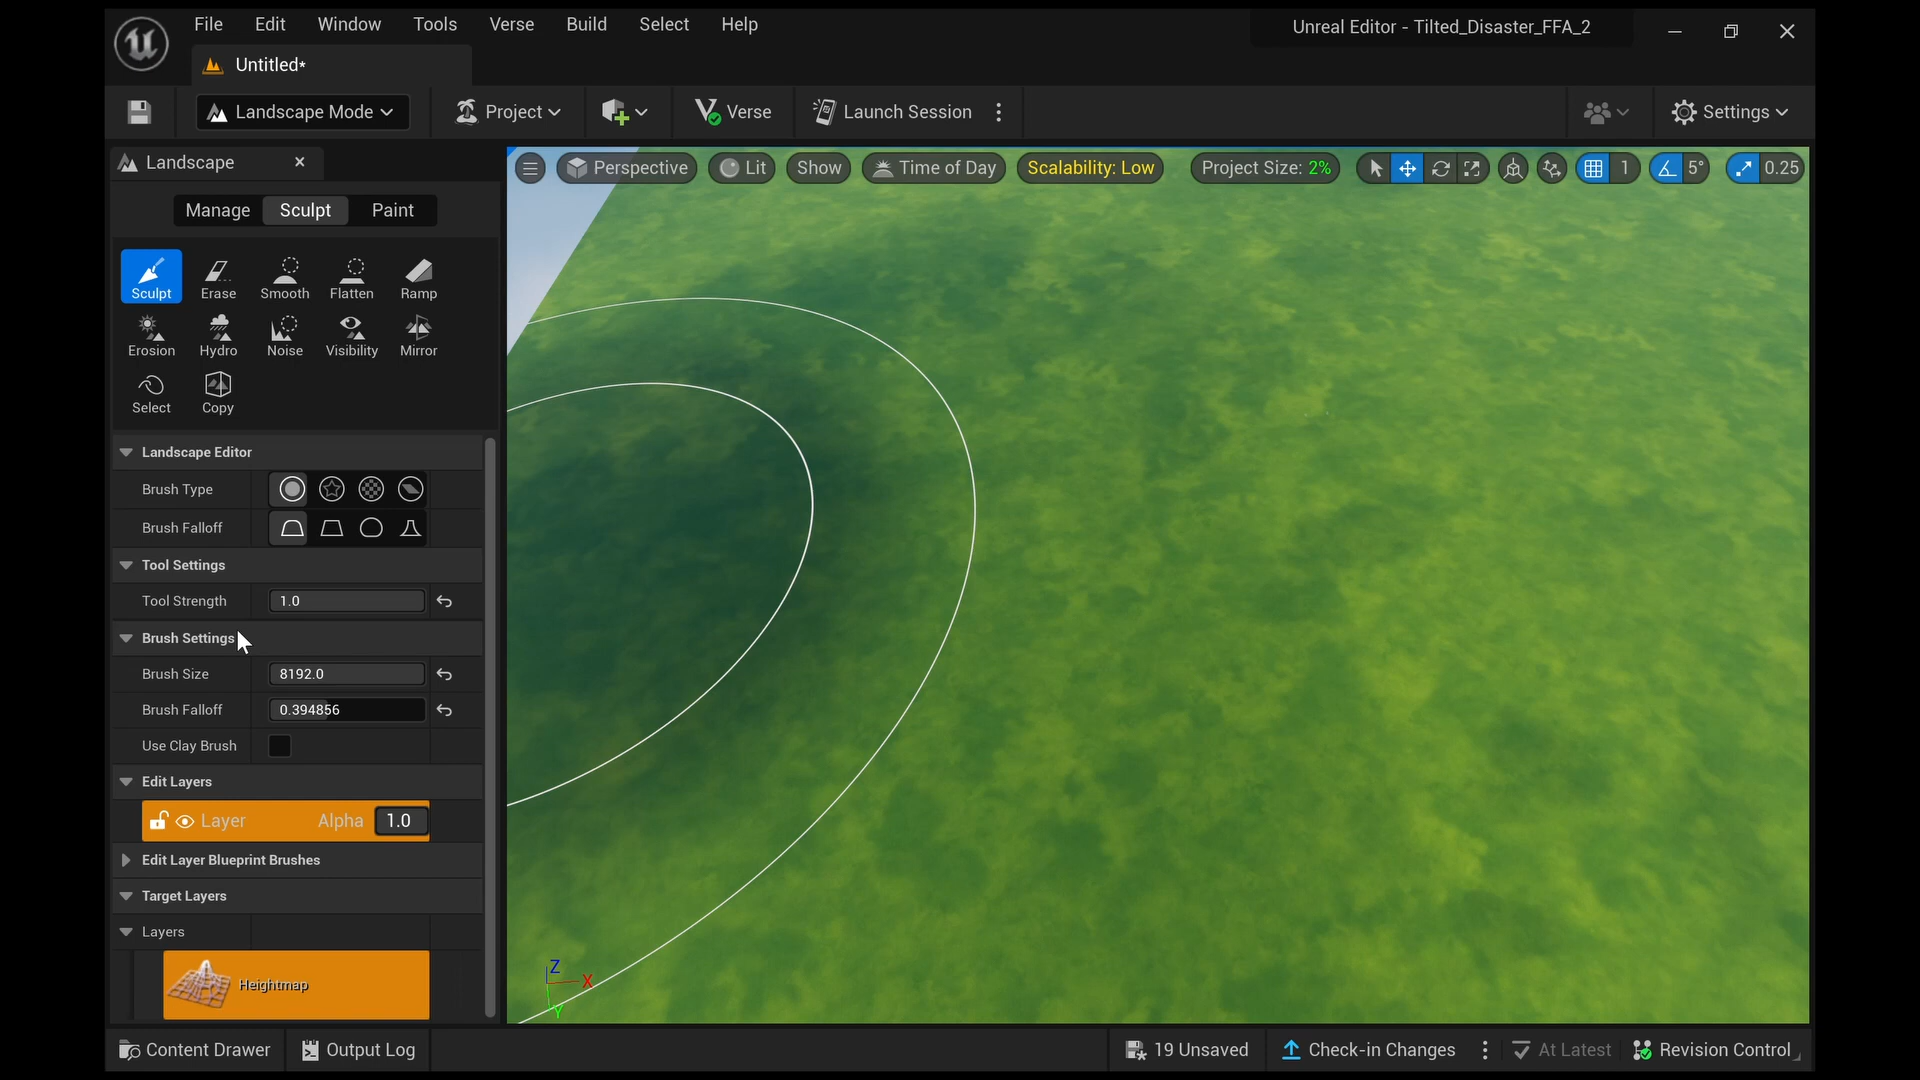 File Edit Window Tools Verse Build Select Help
Unreal Editor - Tilted_Disaster_FFA_2
Untitled*
Landscape Mode
Project
Verse
Launch Session
Settings
Landscape
Perspective
Lit
Show
Time of Day
Scalability: Low
Project Size: 2%
1
5°
0.25
Manage Sculpt Paint
Sculpt Erase Smooth Flatten Ramp
Erosion Hydro Noise Visibility Mirror
Select Copy
Landscape Editor
Brush Type
Brush Falloff
Tool Settings
Tool Strength 1.0
Brush Settings
Brush Size 8192.0
Brush Falloff 0.394856
Use Clay Brush
Edit Layers
Layer Alpha 1.0
Edit Layer Blueprint Brushes
Target Layers
Layers
Heightmap
Z
X
Y
Content Drawer
Output Log
19 Unsaved
Check-in Changes
At Latest
Revision Control